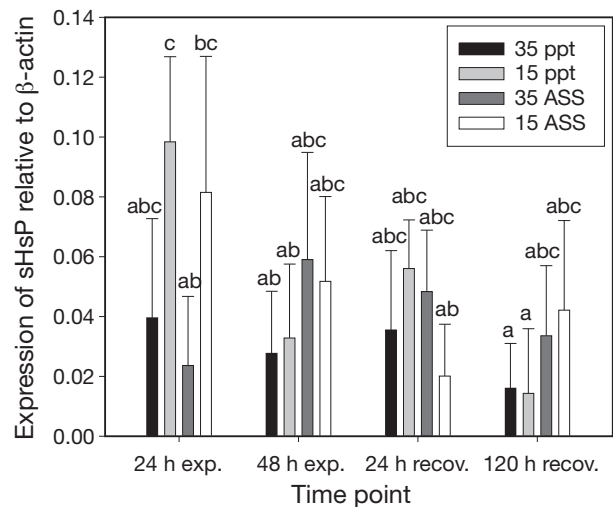 Expression of sHsP relative to β-actin
0.14
0.12
0.10
0.08
0.06
0.04
0.02
0.00
35 ppt
15 ppt
35 ASS
15 ASS
abc
c
ab
bc
ab
ab
abc
abc
abc
abc
abc
ab
a
a
abc
abc
24 h exp.
48 h exp.
24 h recov.
120 h recov.
Time point